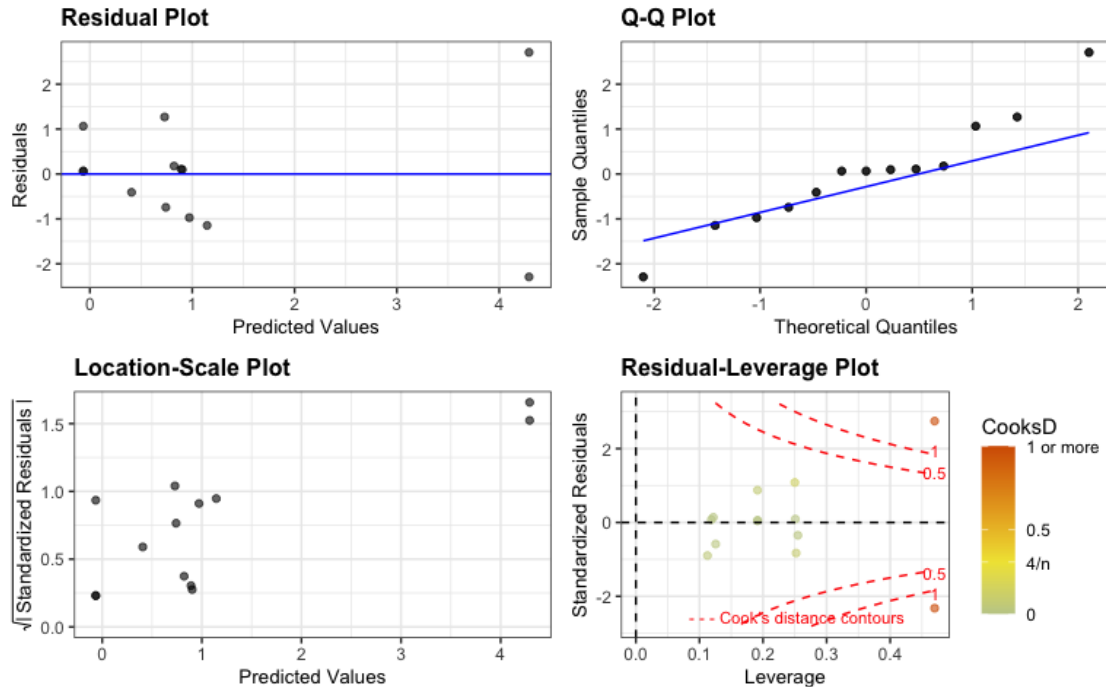 Residual Plot
Residuals
2
1
0
-1
-2
0
1
2
3
4
Predicted Values
Q-Q Plot
Sample Quantiles
2
1
0
-1
-2
-2
-1
0
1
2
Theoretical Quantiles
Location-Scale Plot
√| Standardized Residuals |
1.5
1.0
0.5
0.0
0
1
2
3
4
Predicted Values
Residual-Leverage Plot
Standardized Residuals
2
0
-2
1
0.5
0.5
1
Cook's distance contours
0.0
0.1
0.2
0.3
0.4
Leverage
CooksD
1 or more
0.5
4/n
0